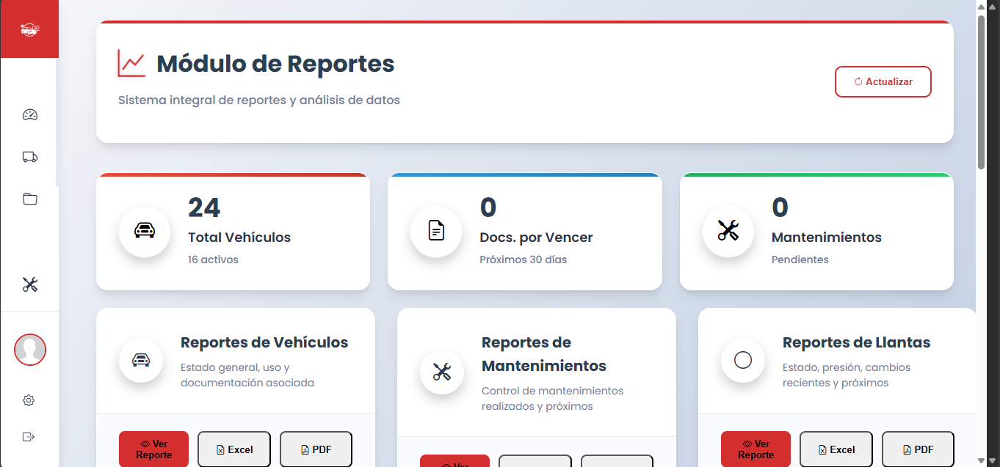 Módulo de Reportes
Sistema integral de reportes y análisis de datos
Actualizar
24
Total Vehículos
16 activos
0
Docs. por Vencer
Próximos 30 días
0
Mantenimientos
Pendientes
Reportes de Vehículos
Estado general, uso y
documentación asociada
Ver
Reporte
Excel
PDF
Reportes de
Mantenimientos
Control de mantenimientos
realizados y próximos
Ver
Reportes de Llantas
Estado, presión, cambios
recientes y próximos
Ver
Reporte
Excel
PDF